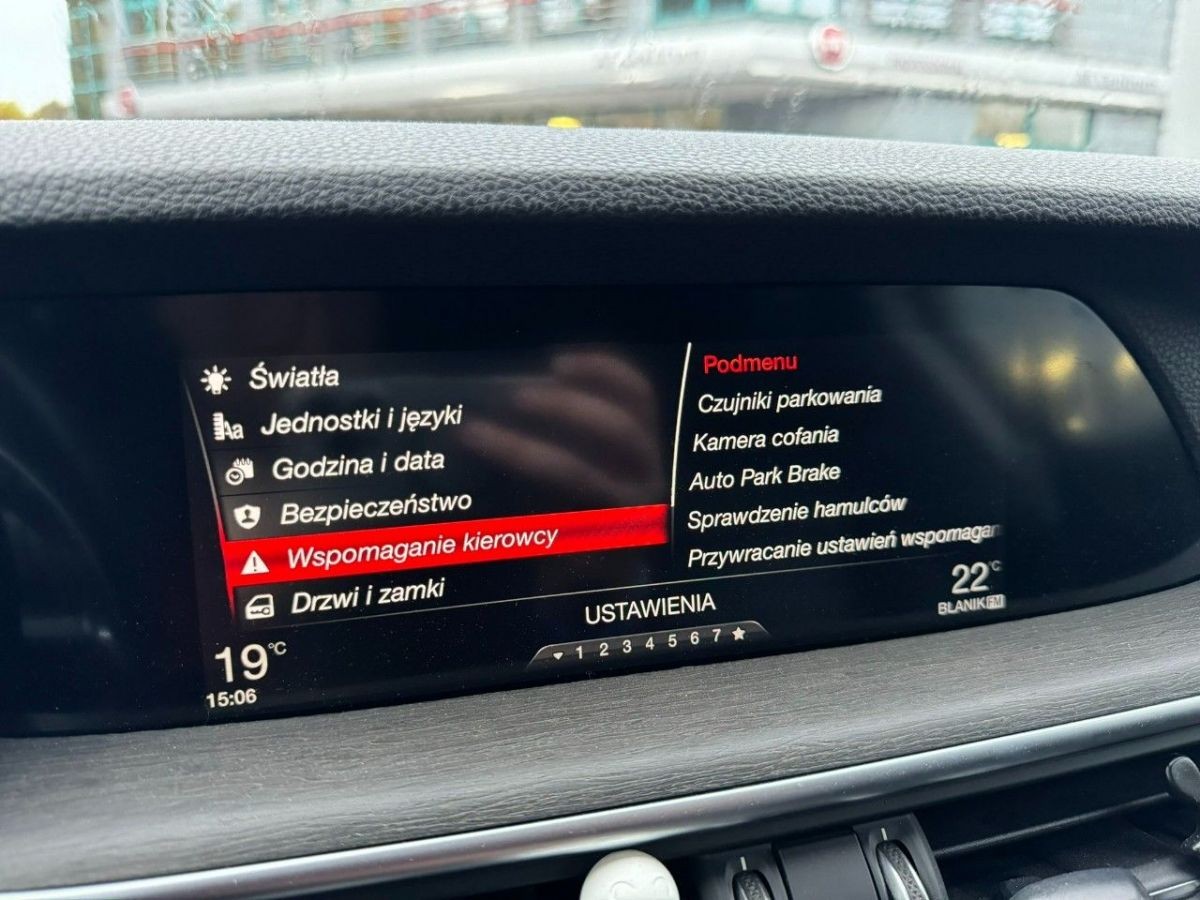 Światła
Jednostki i języki
Godzina i data
Bezpieczeństwo
Wspomaganie kierowcy
Drzwi i zamki
Podmenu
Czujniki parkowania
Kamera cofania
Auto Park Brake
Sprawdzenie hamulców
Przywracanie ustawień wspomagan
USTAWIENIA
1 2 3 4 5 6 7
19°C
15:06
22°C
BLANIK FM